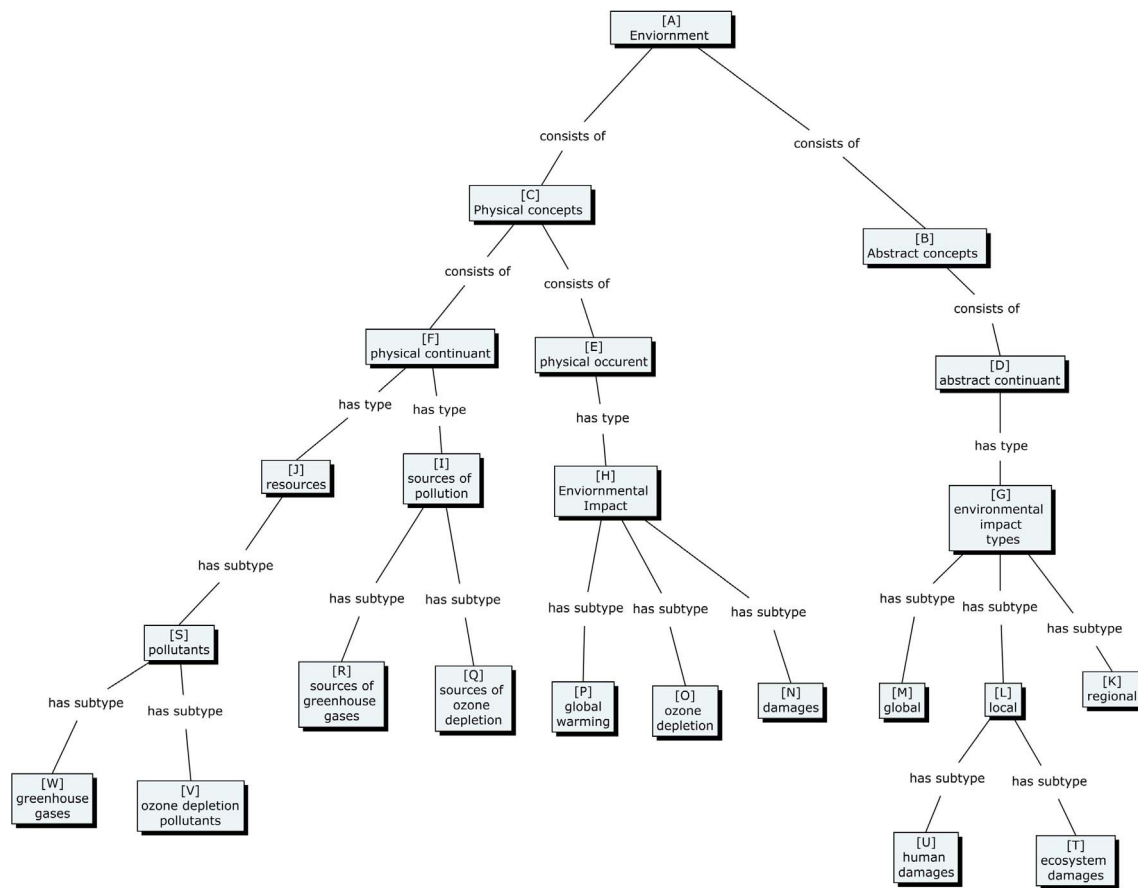 [A]
Enviornment
consists of
consists of
[C]
Physical concepts
[B]
Abstract concepts
consists of
consists of
consists of
[F]
physical continuant
[E]
physical occurent
[D]
abstract continuant
has type
has type
has type
has type
[J]
resources
[I]
sources of
pollution
[H]
Enviornmental
Impact
[G]
environmental
impact
types
has subtype
has subtype
has subtype
has subtype
has subtype
has subtype
has subtype
has subtype
has subtype
[S]
pollutants
[R]
sources of
greenhouse
gases
[Q]
sources of
ozone
depletion
[P]
global
warming
[O]
ozone
depletion
[N]
damages
[M]
global
[L]
local
[K]
regional
has subtype
has subtype
has subtype
has subtype
[W]
greenhouse
gases
[V]
ozone depletion
pollutants
[U]
human
damages
[T]
ecosystem
damages